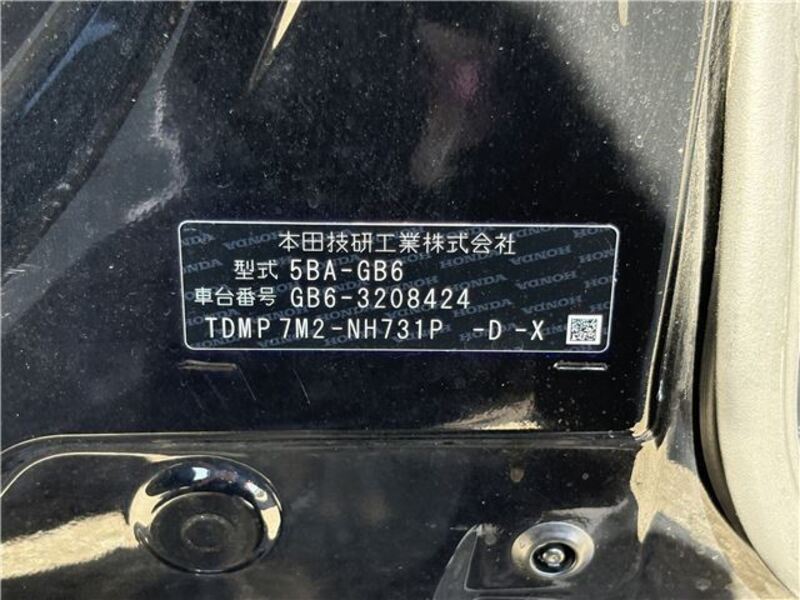 本田技研工業株式会社
型式 5BA-GB6
車台番号 GB6-3208424
TDMP 7M2-NH731P -D -X